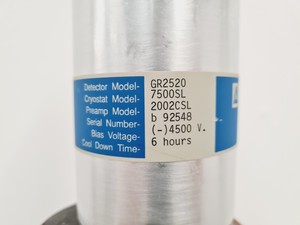 Detector Model- GR2520
Cryostat Model- 7500SL
Preamp Model- 2002CSL
Serial Number- b 92548
Bias Voltage- (-)4500 V.
Cool Down Time- 6 hours